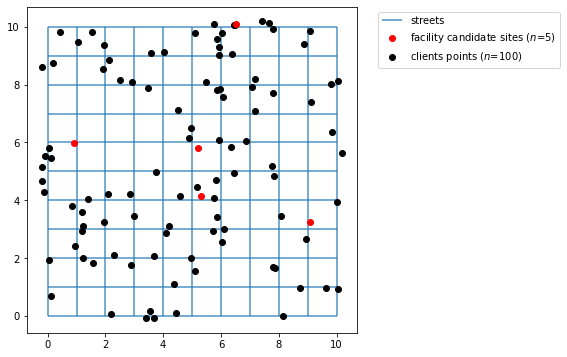 streets
facility candidate sites (n=5)
clients points (n=100)
10
8
6
4
2
0
0 2 4 6 8 10